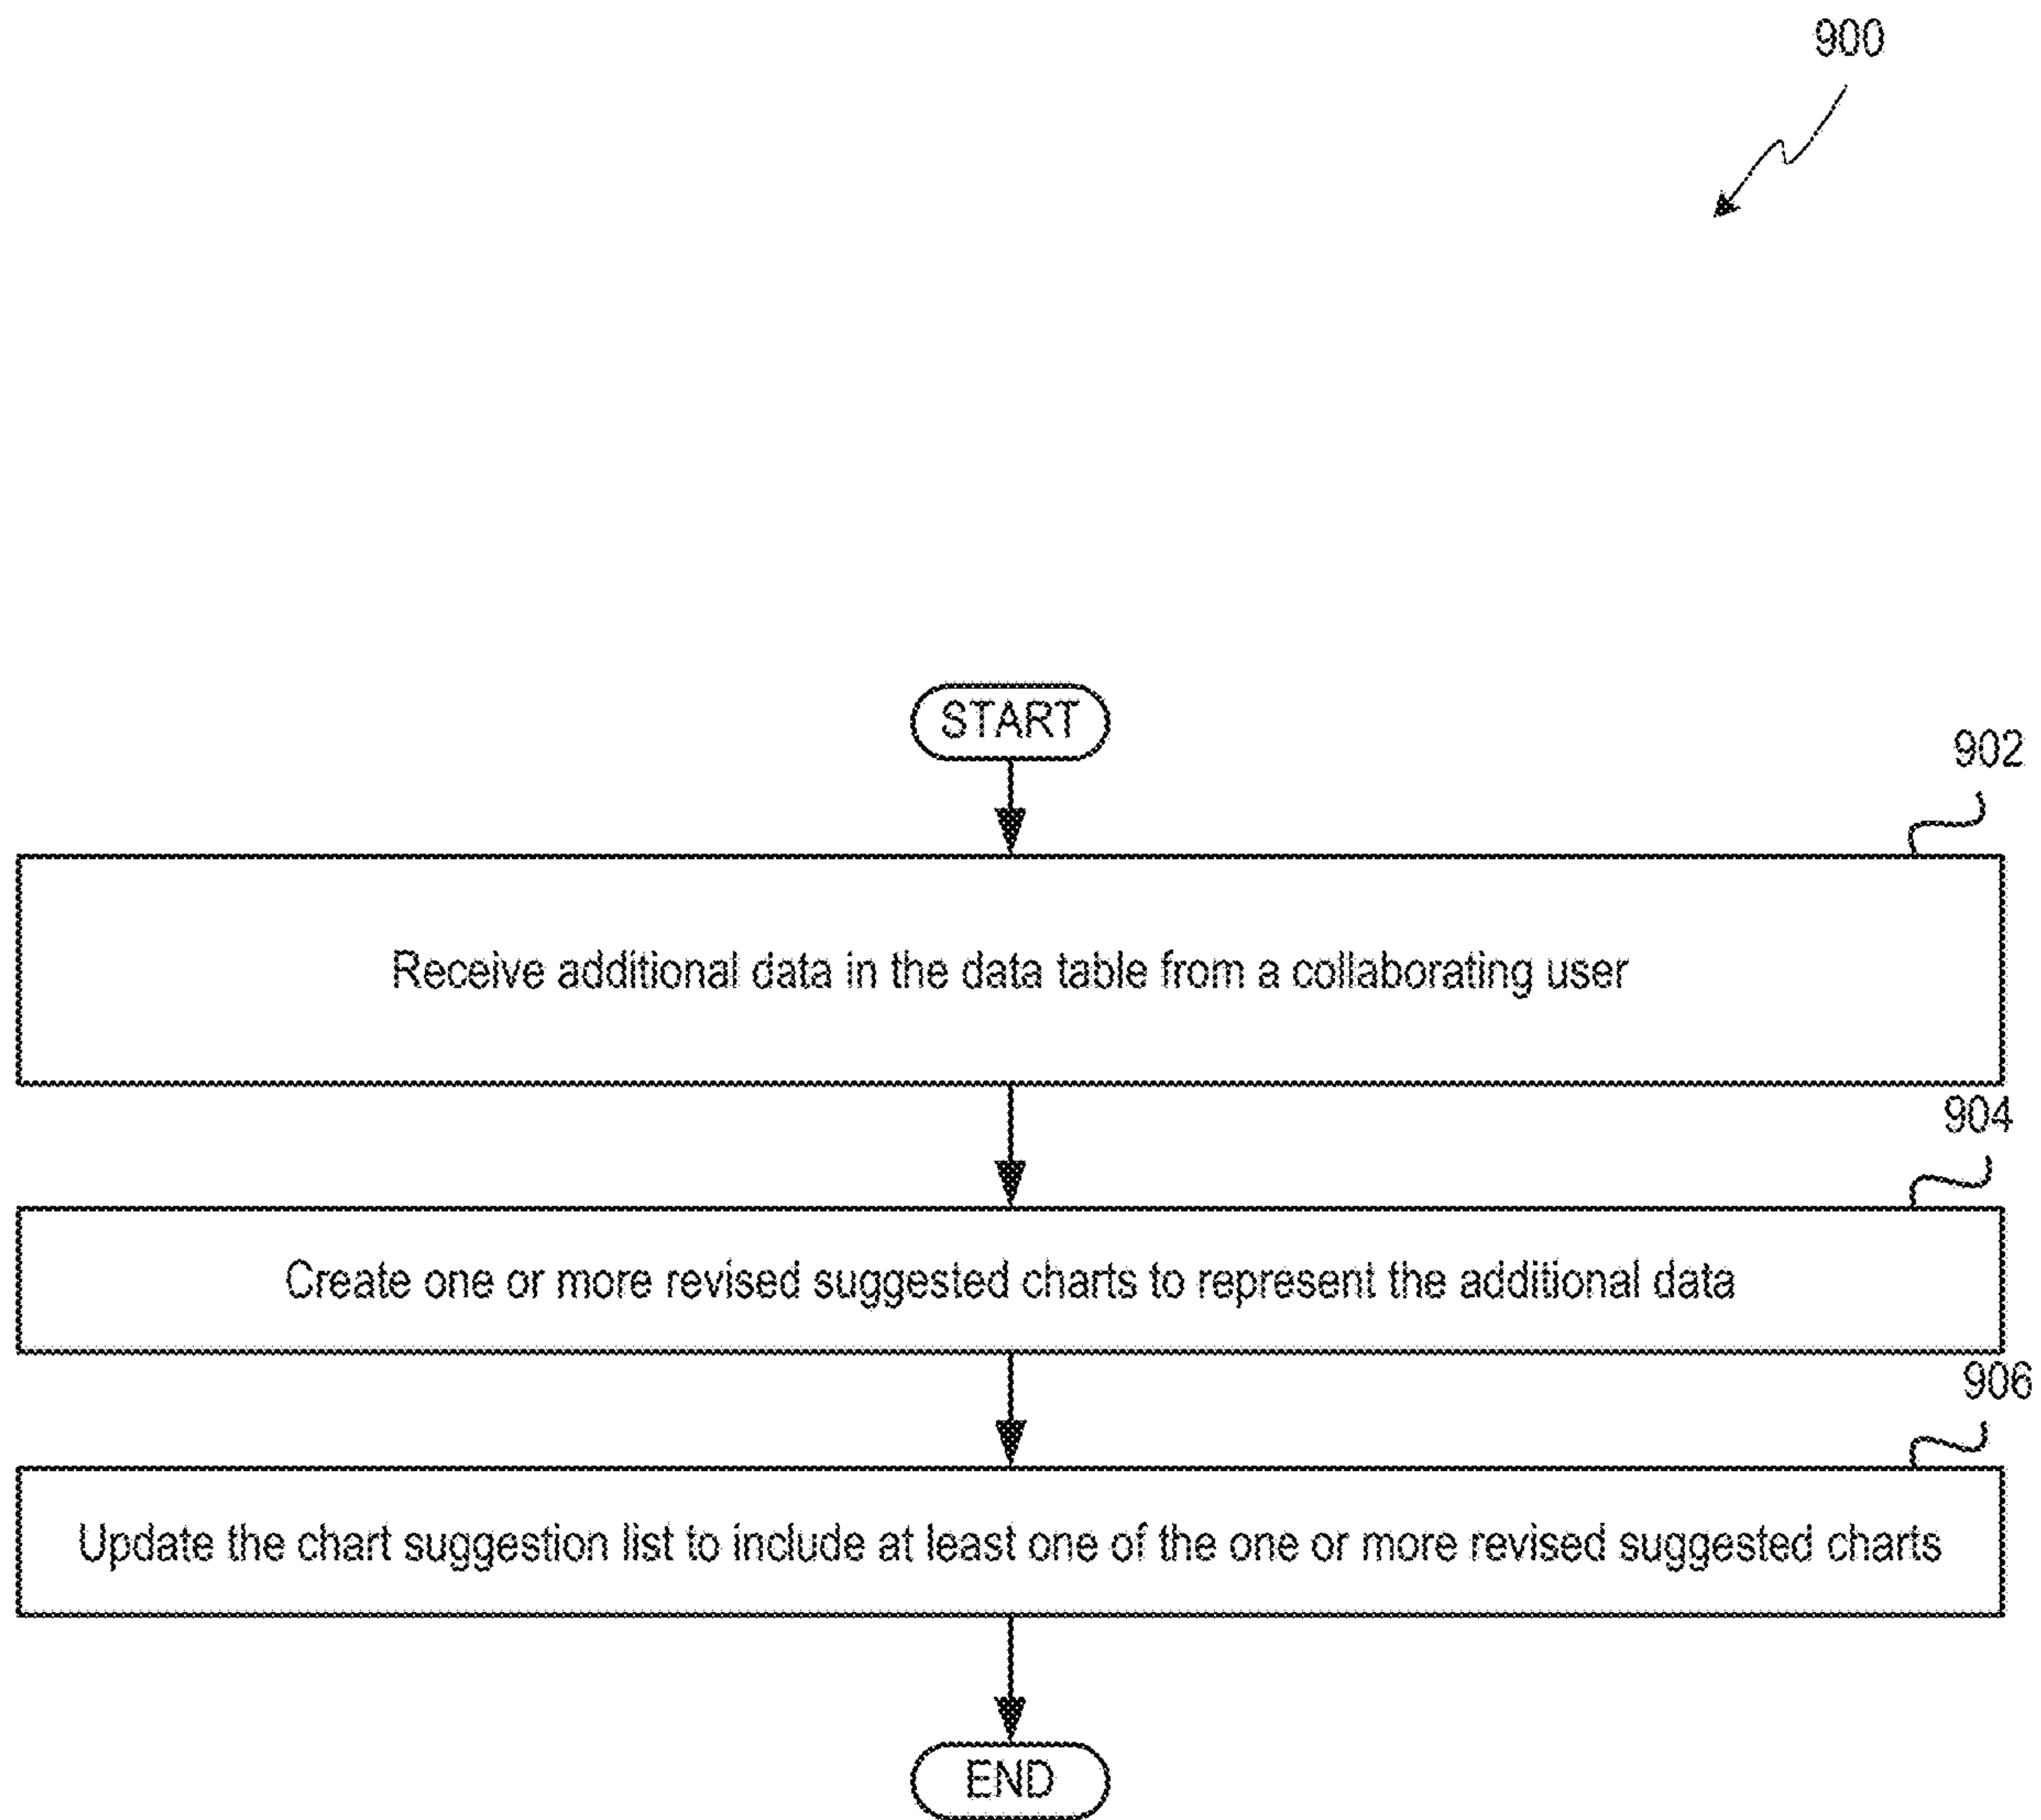 900
START
902
Receive additional data in the data table from a collaborating user
904
Create one or more revised suggested charts to represent the additional data
906
Update the chart suggestion list to include at least one of the one or more revised suggested charts
END